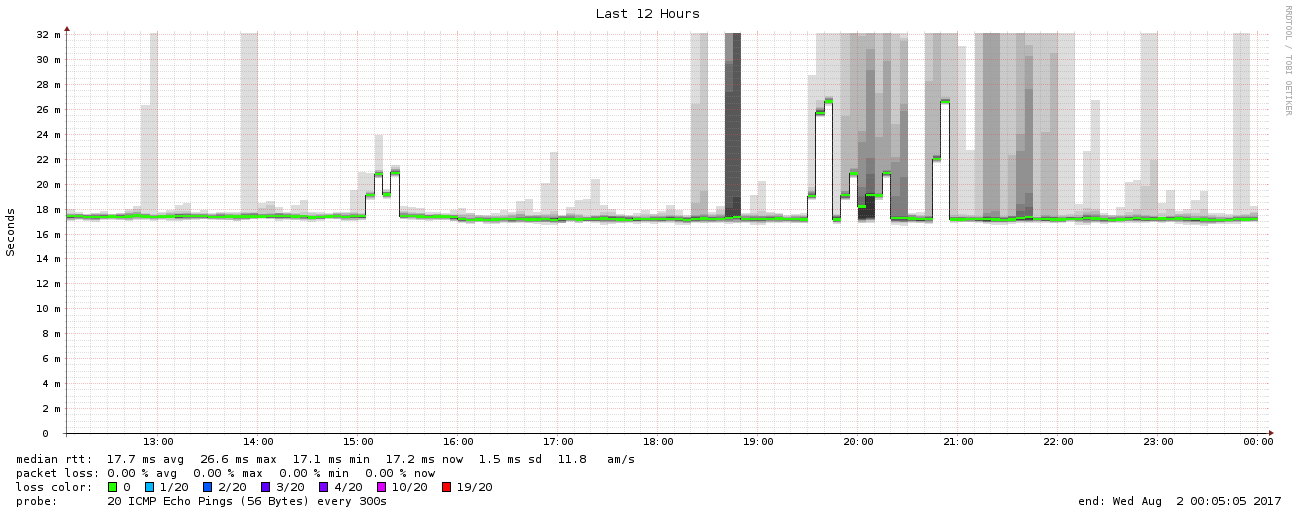 Last 12 Hours
RRDTOOL / TOBI OETIKER
Seconds
32 m
30 m
28 m
26 m
24 m
22 m
20 m
18 m
16 m
14 m
12 m
10 m
8 m
6 m
4 m
2 m
0
13:00 14:00 15:00 16:00 17:00 18:00 19:00 20:00 21:00 22:00 23:00 00:00
median rtt: 17.7 ms avg 26.6 ms max 17.1 ms min 17.2 ms now 1.5 ms sd 11.8 am/s
packet loss: 0.00 % avg 0.00 % max 0.00 % min 0.00 % now
loss color: 0 1/20 2/20 3/20 4/20 10/20 19/20
probe: 20 ICMP Echo Pings (56 Bytes) every 300s end: Wed Aug 2 00:05:05 2017